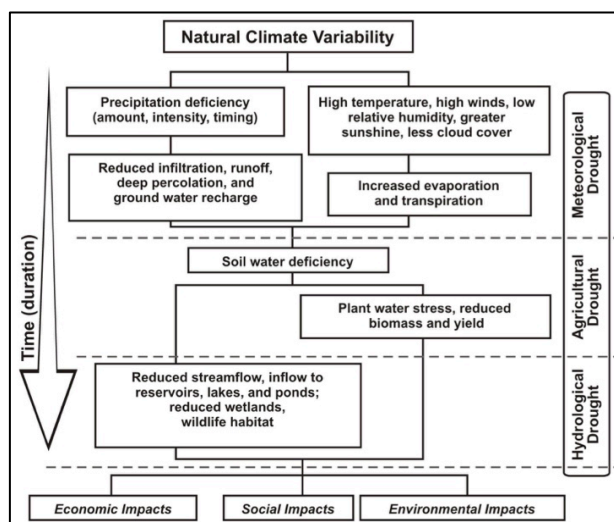 Natural Climate Variability
Precipitation deficiency
(amount, intensity, timing)
High temperature, high winds, low
relative humidity, greater
sunshine, less cloud cover
Reduced infiltration, runoff,
deep percolation, and
ground water recharge
Increased evaporation
and transpiration
Meteorological
Drought
Time (duration)
Soil water deficiency
Plant water stress, reduced
biomass and yield
Agricultural
Drought
Reduced streamflow, inflow to
reservoirs, lakes, and ponds;
reduced wetlands,
wildlife habitat
Hydrological
Drought
Economic Impacts
Social Impacts
Environmental Impacts